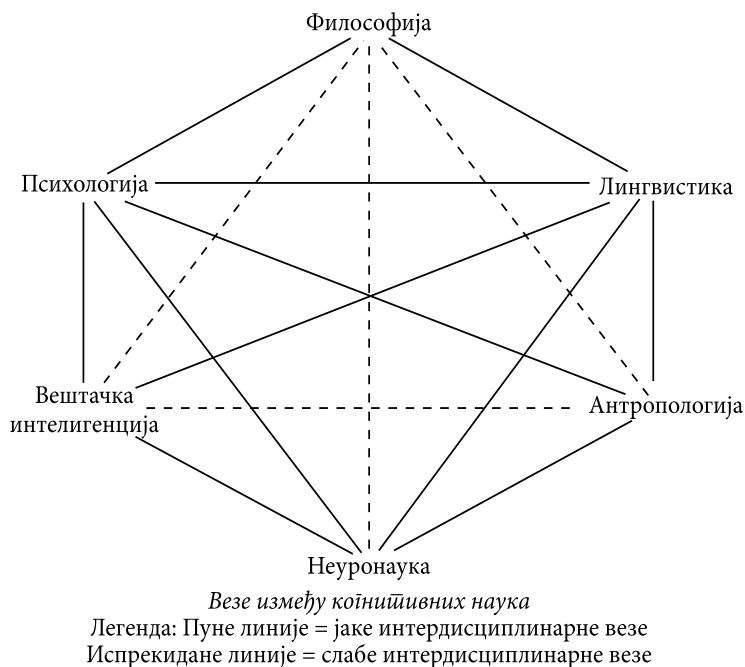 Филозофија
Психологија
Лингвистика
Вештачка
интелигенција
Антропологија
Неуронаука
Везе између когнитивних наука
Легенда: Пуне линије = јаке интердисциплинарне везе
Испрекидане линије = слабе интердисциплинарне везе